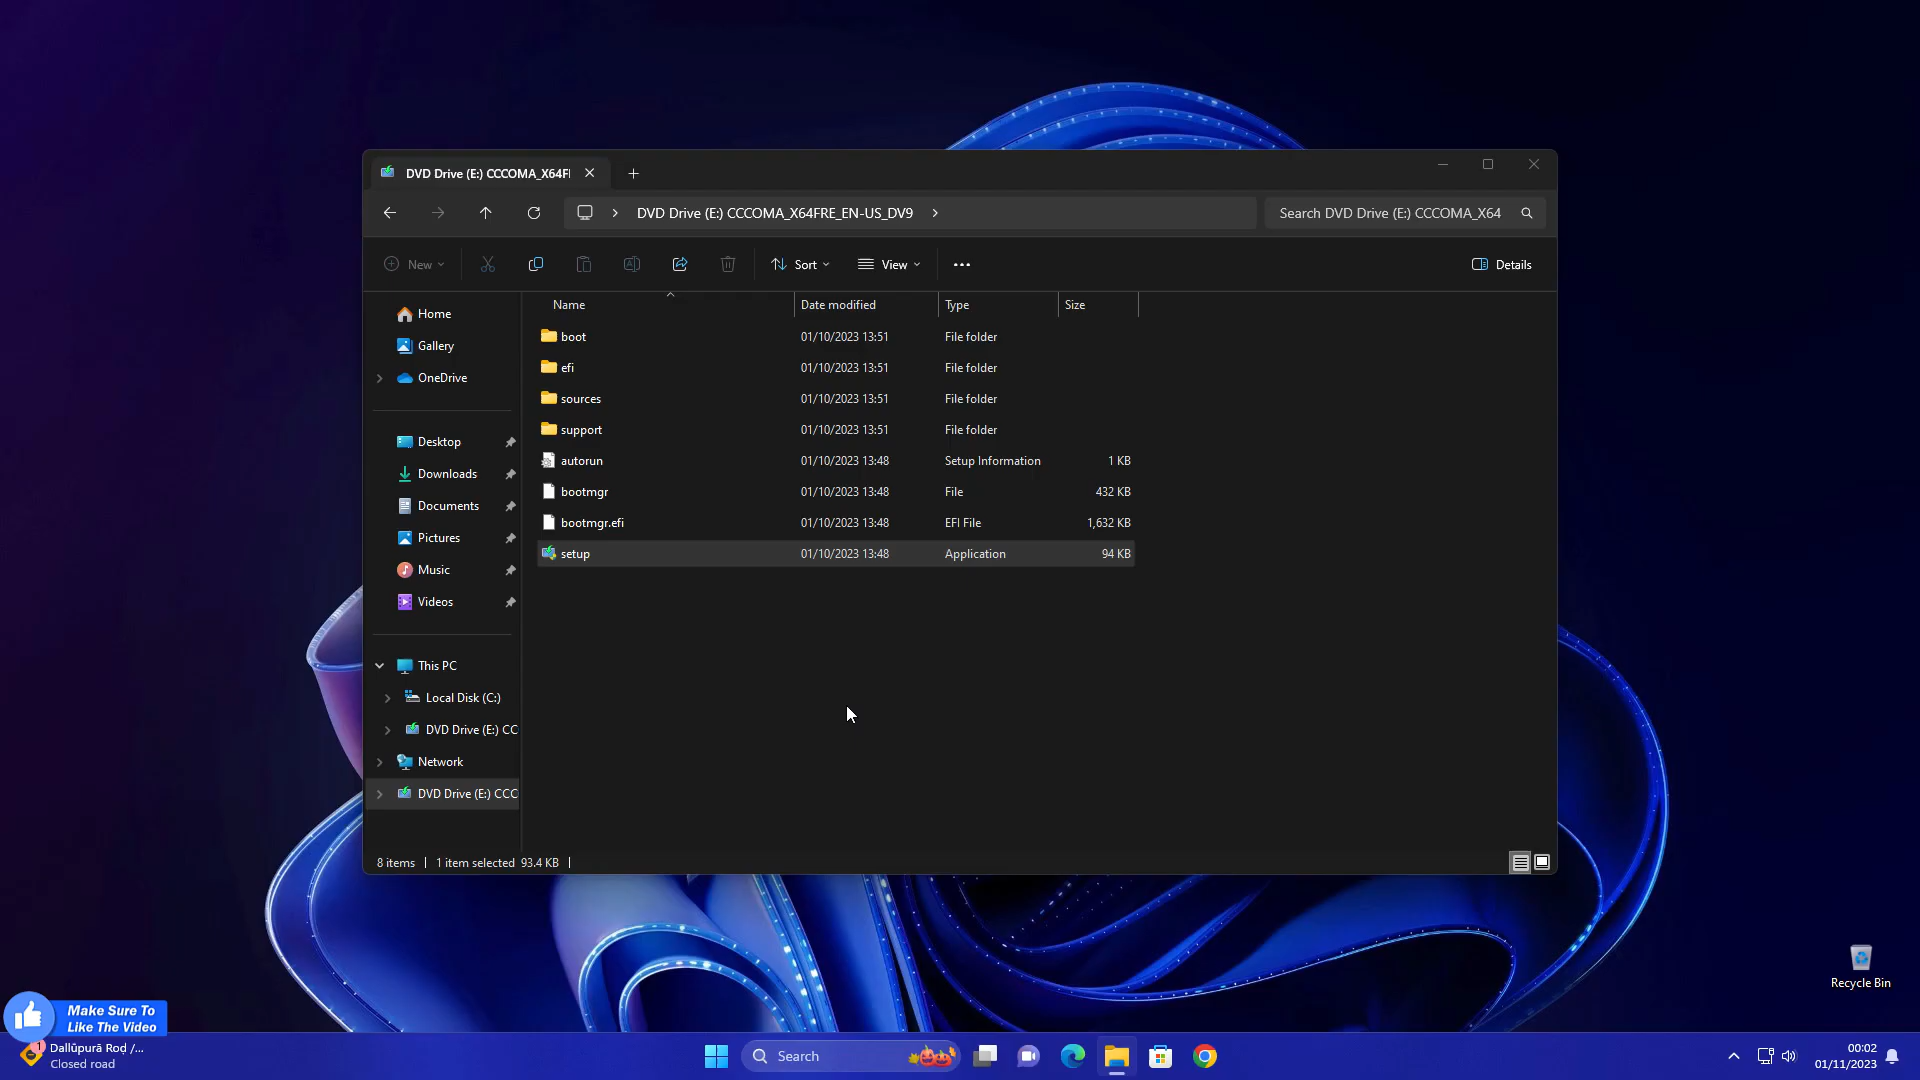 DVD Drive (E:) CCCOMA_X64F
DVD Drive (E:) CCCOMA_X64FRE_EN-US_DV9
Search DVD Drive (E:) CCCOMA_X64
New
Sort
View
Details
Name Date modified Type Size
Home
Gallery
OneDrive
Desktop
Downloads
Documents
Pictures
Music
Videos
This PC
Local Disk (C:)
DVD Drive (E:) CC
Network
DVD Drive (E:) CCC
boot 01/10/2023 13:51 File folder
efi 01/10/2023 13:51 File folder
sources 01/10/2023 13:51 File folder
support 01/10/2023 13:51 File folder
autorun 01/10/2023 13:48 Setup Information 1 KB
bootmgr 01/10/2023 13:48 File 432 KB
bootmgr.efi 01/10/2023 13:48 EFI File 1,632 KB
setup 01/10/2023 13:48 Application 94 KB
8 items 1 item selected 93.4 KB
Recycle Bin
Make Sure To
Like The Video
1
Dallûpurā Roḍ /...
Closed road
Search
00:02
01/11/2023